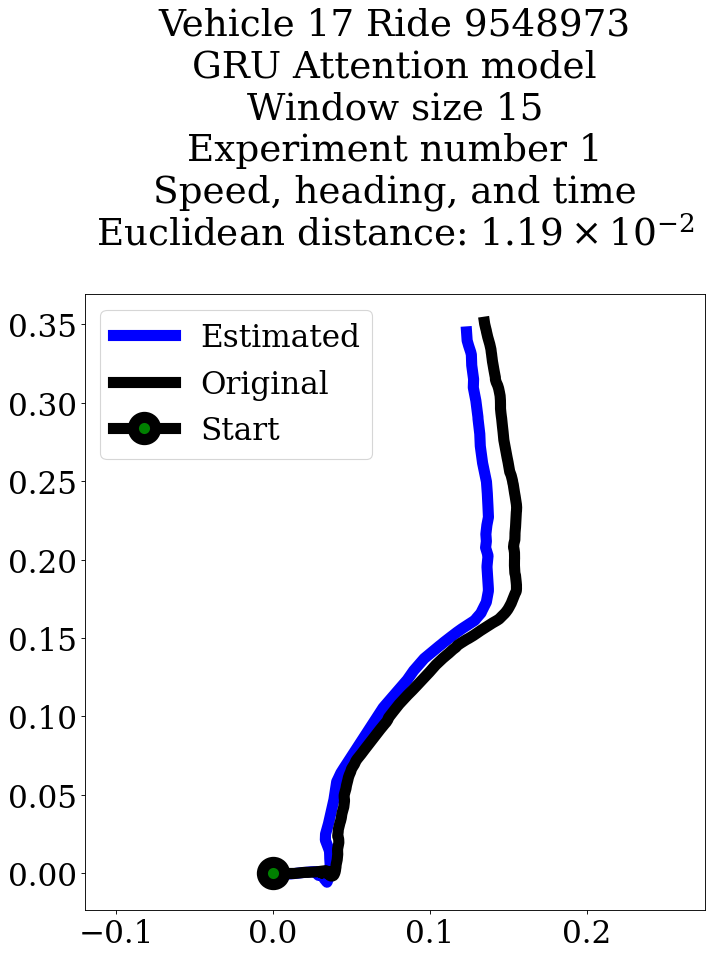 Vehicle 17 Ride 9548973
GRU Attention model
Window size 15
Experiment number 1
Speed, heading, and time
Euclidean distance: 1.19 × 10⁻²
Estimated
Original
Start
0.35
0.30
0.25
0.20
0.15
0.10
0.05
0.00
−0.1
0.0
0.1
0.2